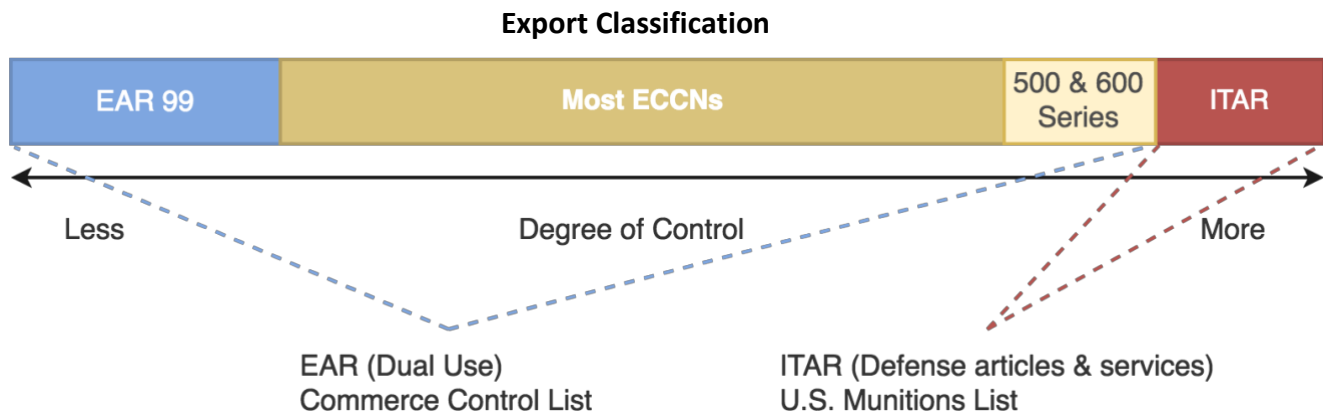 Export Classification
EAR 99
Most ECCNs
500 & 600
Series
ITAR
Less
Degree of Control
More
EAR (Dual Use)
Commerce Control List
ITAR (Defense articles & services)
U.S. Munitions List